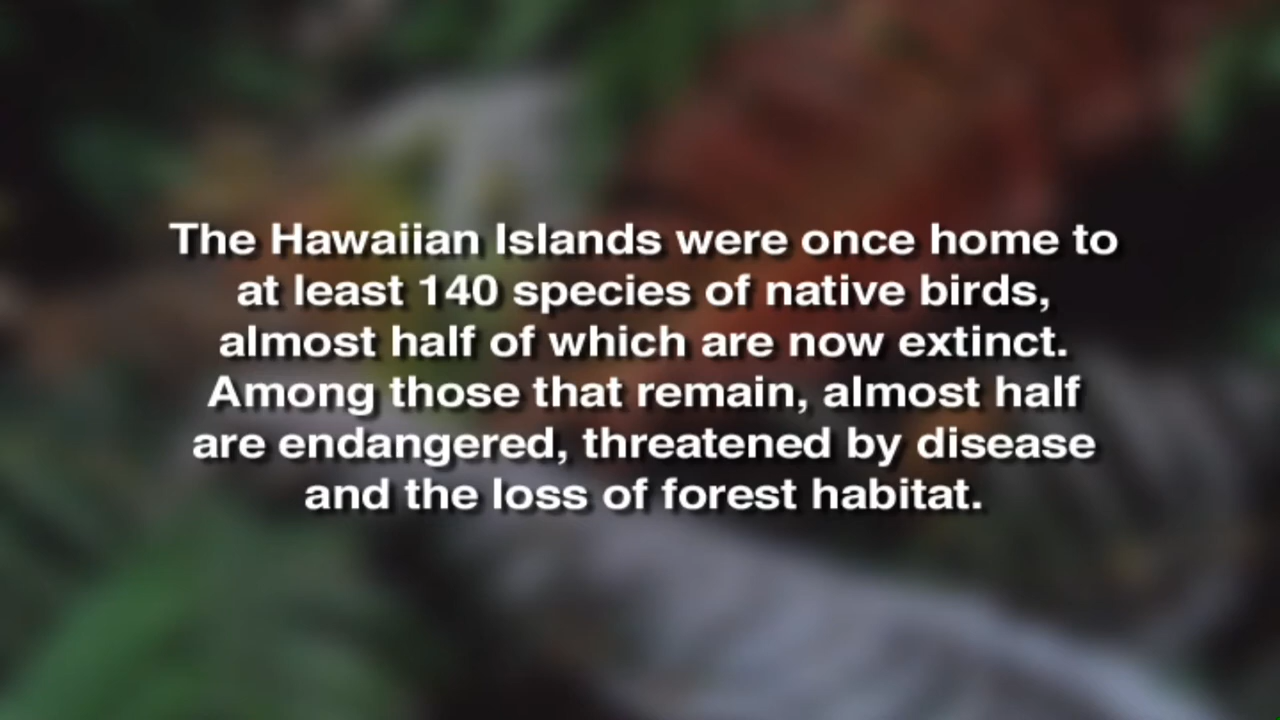 The Hawaiian Islands were once home to
at least 140 species of native birds,
almost half of which are now extinct.
Among those that remain, almost half
are endangered, threatened by disease
and the loss of forest habitat.